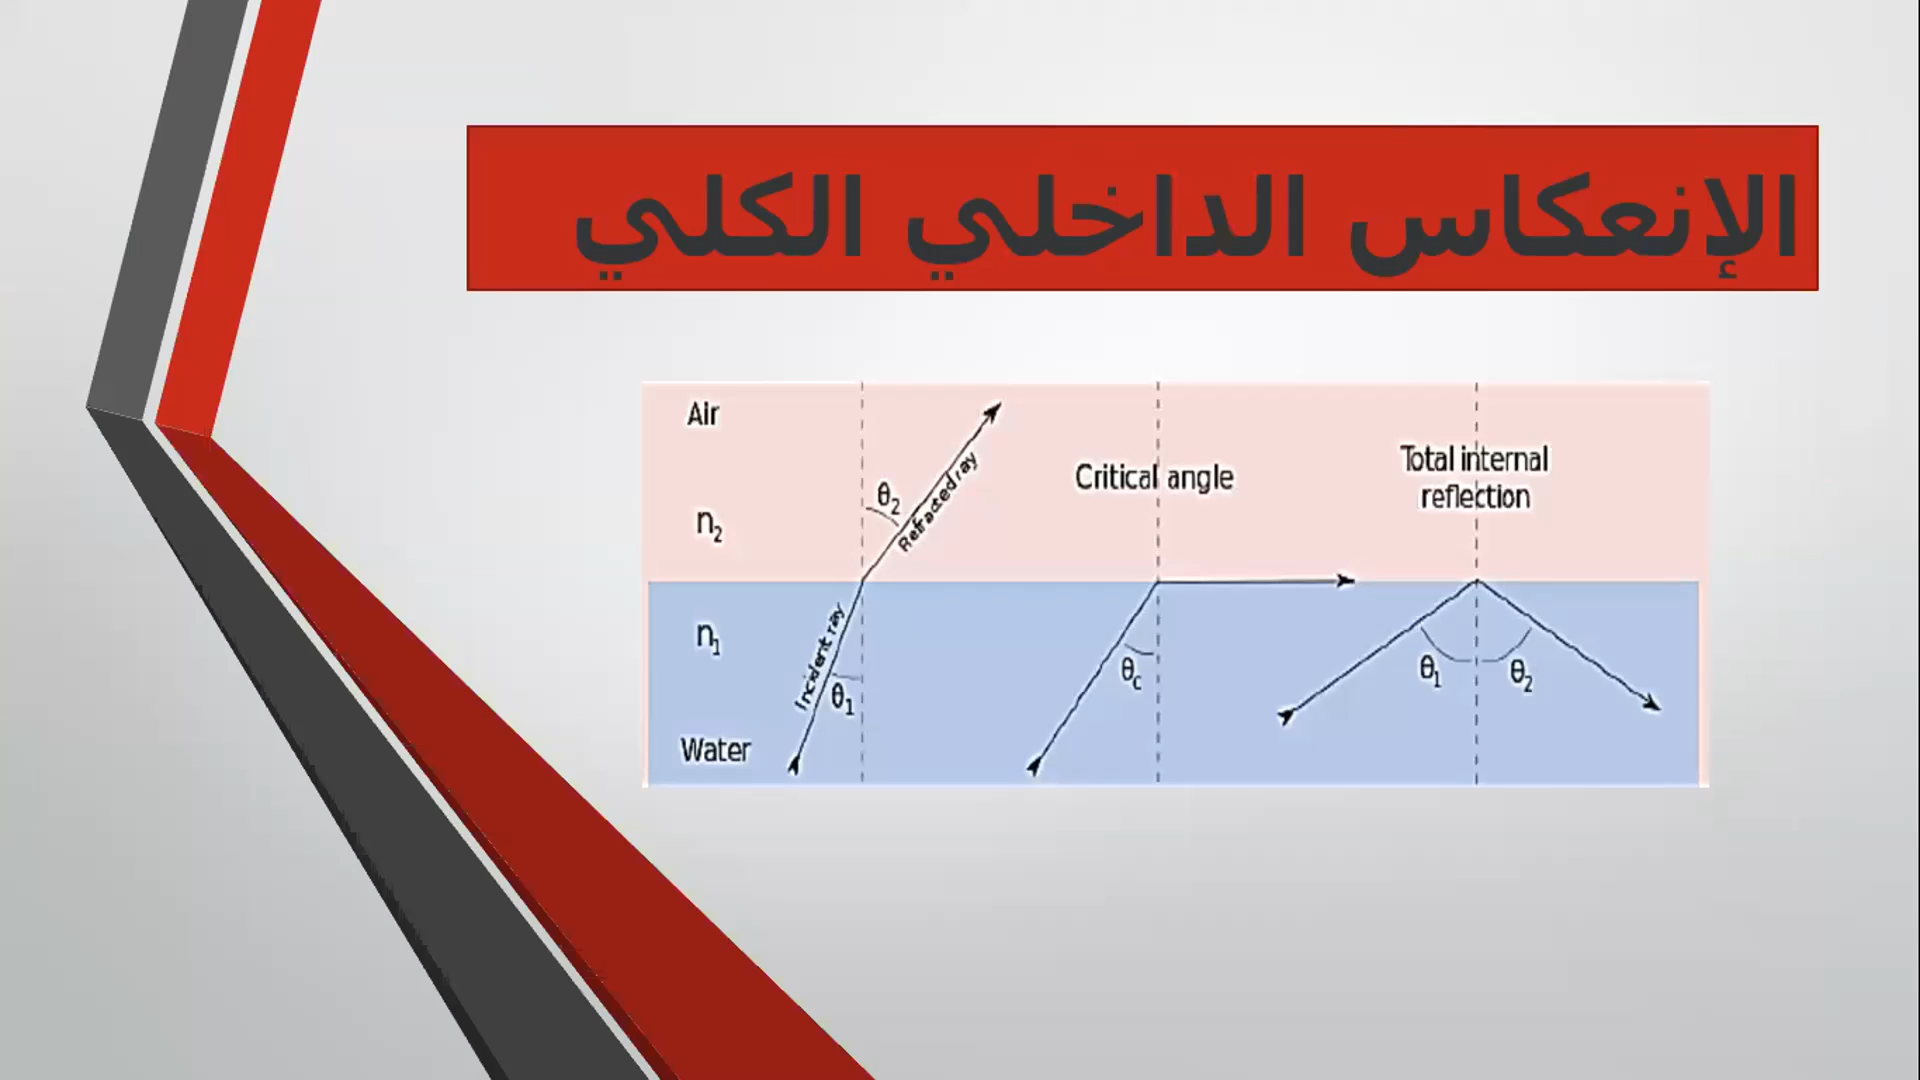 الإنعكاس الداخلي الكلي
Air
n2
θ2
Refracted ray
Critical angle
Total internal
reflection
n1
Incident ray
θ1
θc
θ1
θ2
Water